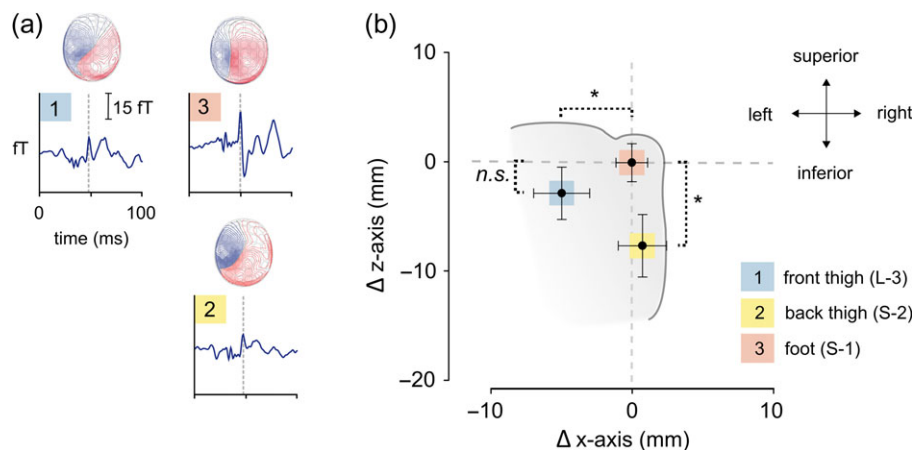 (a)
1
15 fT
3
fT
0
100
time (ms)
2
(b)
10
0
−10
−20
Δ z-axis (mm)
*
n.s.
*
−10
0
10
Δ x-axis (mm)
superior
left
right
inferior
1 front thigh (L-3)
2 back thigh (S-2)
3 foot (S-1)